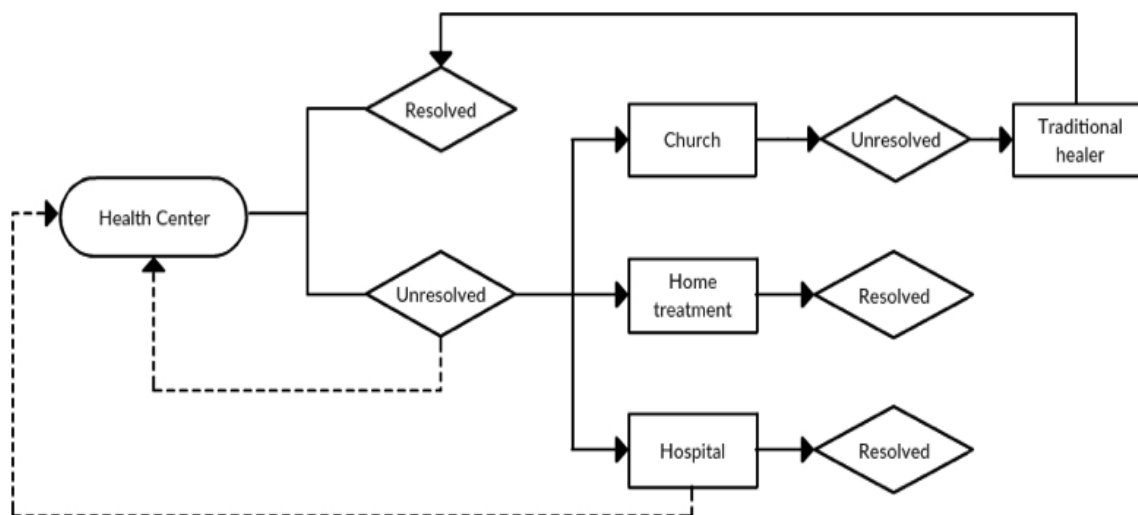 Resolved
Church
Unresolved
Traditional
healer
Health Center
Unresolved
Home
treatment
Resolved
Hospital
Resolved